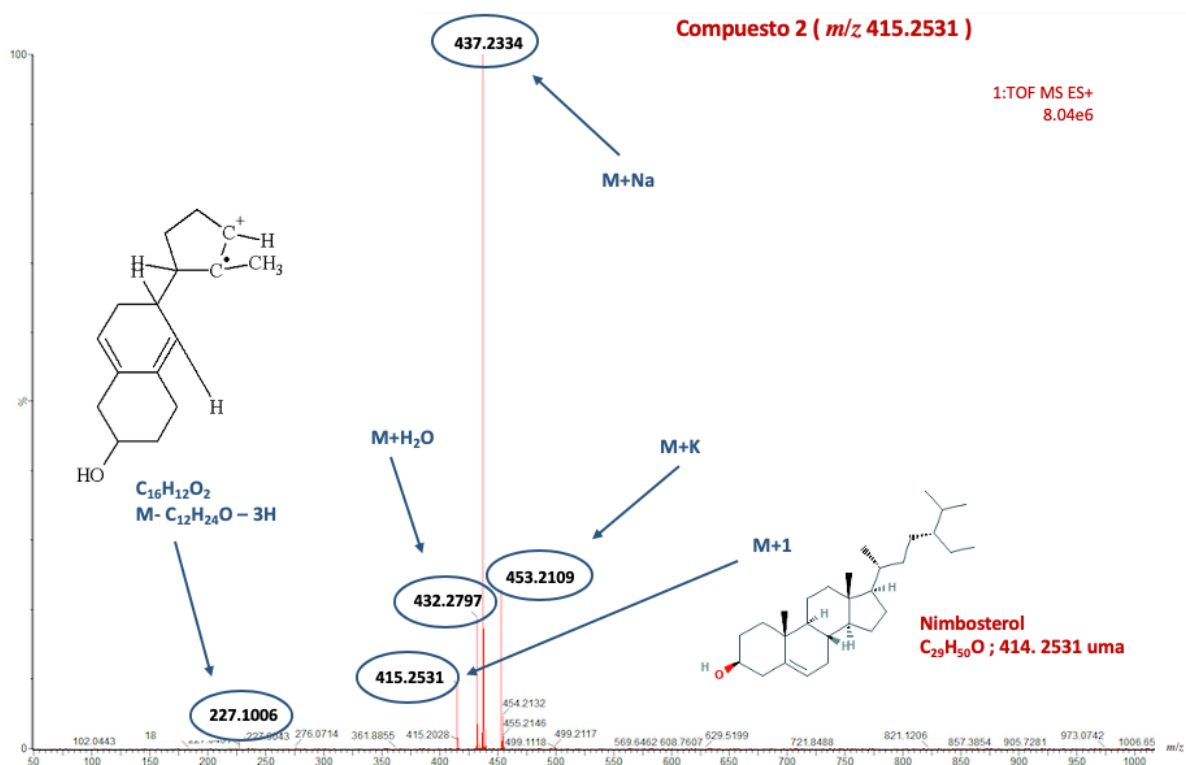 Compuesto 2 ( m/z 415.2531 )
437.2334
100
1:TOF MS ES+
8.04e6
M+Na
C⁺
H
H
H
C•
CH₃
%
H
HO
M+H₂O
M+K
C₁₆H₁₂O₂
M- C₁₂H₂₄O – 3H
M+1
453.2109
432.2797
415.2531
H
H
H
H
H
O
Nimbosterol
C₂₉H₅₀O ; 414. 2531 uma
227.1006
454.2132
455.2146
102.0443
18
276.0714
361.8855
415.2028
499.1118
499.2117
569.6462
608.7607
629.5199
721.8488
821.1206
857.3854
905.7281
973.0742
1006.65
0
m/z
50
100
150
200
250
300
350
400
450
500
550
600
650
700
750
800
850
900
950
1000